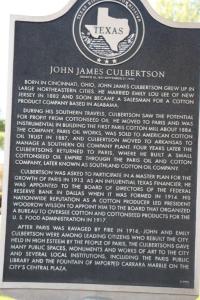 TEXAS
JOHN JAMES CULBERTSON
BORN IN CINCINNATI, OHIO, JOHN JAMES CULBERTSON GREW UP IN
LARGE NORTHEASTERN CITIES. HE MARRIED EMILY LEE OF NEW
JERSEY IN 1882 AND SOON BECAME A SALESMAN FOR A COTTON
PRODUCT COMPANY BASED IN ALABAMA.
DURING HIS SOUTHERN TRAVELS, CULBERTSON SAW THE POTENTIAL
FOR PROFIT FROM COTTONSEED OIL. HE MOVED TO PARIS AND WAS
INSTRUMENTAL IN BUILDING THE FIRST PARIS COTTON MILL ABOUT 1884.
THE COMPANY, PARIS OIL WORKS, WAS SOLD TO AMERICAN COTTON
OIL TRUST IN 1887, AND CULBERTSON MOVED TO ARKANSAS TO
MANAGE A SOUTHERN OIL COMPANY PLANT. FOUR YEARS LATER THE
CULBERTSONS RETURNED TO PARIS, WHERE HE BUILT A SMALL
COTTONSEED OIL EMPIRE THROUGH THE PARIS OIL AND COTTON
COMPANY, LATER KNOWN AS SOUTHLAND COTTON OIL COMPANY.
CULBERTSON WAS ASKED TO PARTICIPATE IN A MASTER PLAN FOR THE
GROWTH OF PARIS IN 1913. AS AN INFLUENTIAL TEXAS FINANCIER, HE
WAS APPOINTED TO THE BOARD OF DIRECTORS OF THE FEDERAL
RESERVE BANK IN DALLAS WHEN IT WAS FORMED IN 1914. HIS
NATIONWIDE REPUTATION AS A COTTON PRODUCER LED PRESIDENT
WOODROW WILSON TO APPOINT HIM TO THE BOARD THAT ORGANIZED
A BUREAU TO OVERSEE COTTON AND COTTONSEED PRODUCTS FOR THE
U.S. FOOD ADMINISTRATION IN 1917.
AFTER PARIS WAS RAVAGED BY FIRE IN 1916, JOHN AND EMILY
CULBERTSON WERE AMONG LEADING CITIZENS WHO REBUILT THE CITY.
HELD IN HIGH ESTEEM BY THE PEOPLE OF PARIS, THE CULBERTSONS GAVE
MANY PUBLIC SPACES, MONUMENTS AND WORKS OF ART TO THE CITY
AND SEVERAL LOCAL INSTITUTIONS, INCLUDING THE PARIS PUBLIC
LIBRARY AND THE FOUNTAIN OF IMPORTED CARRARA MARBLE ON THE
CITY'S CENTRAL PLAZA.